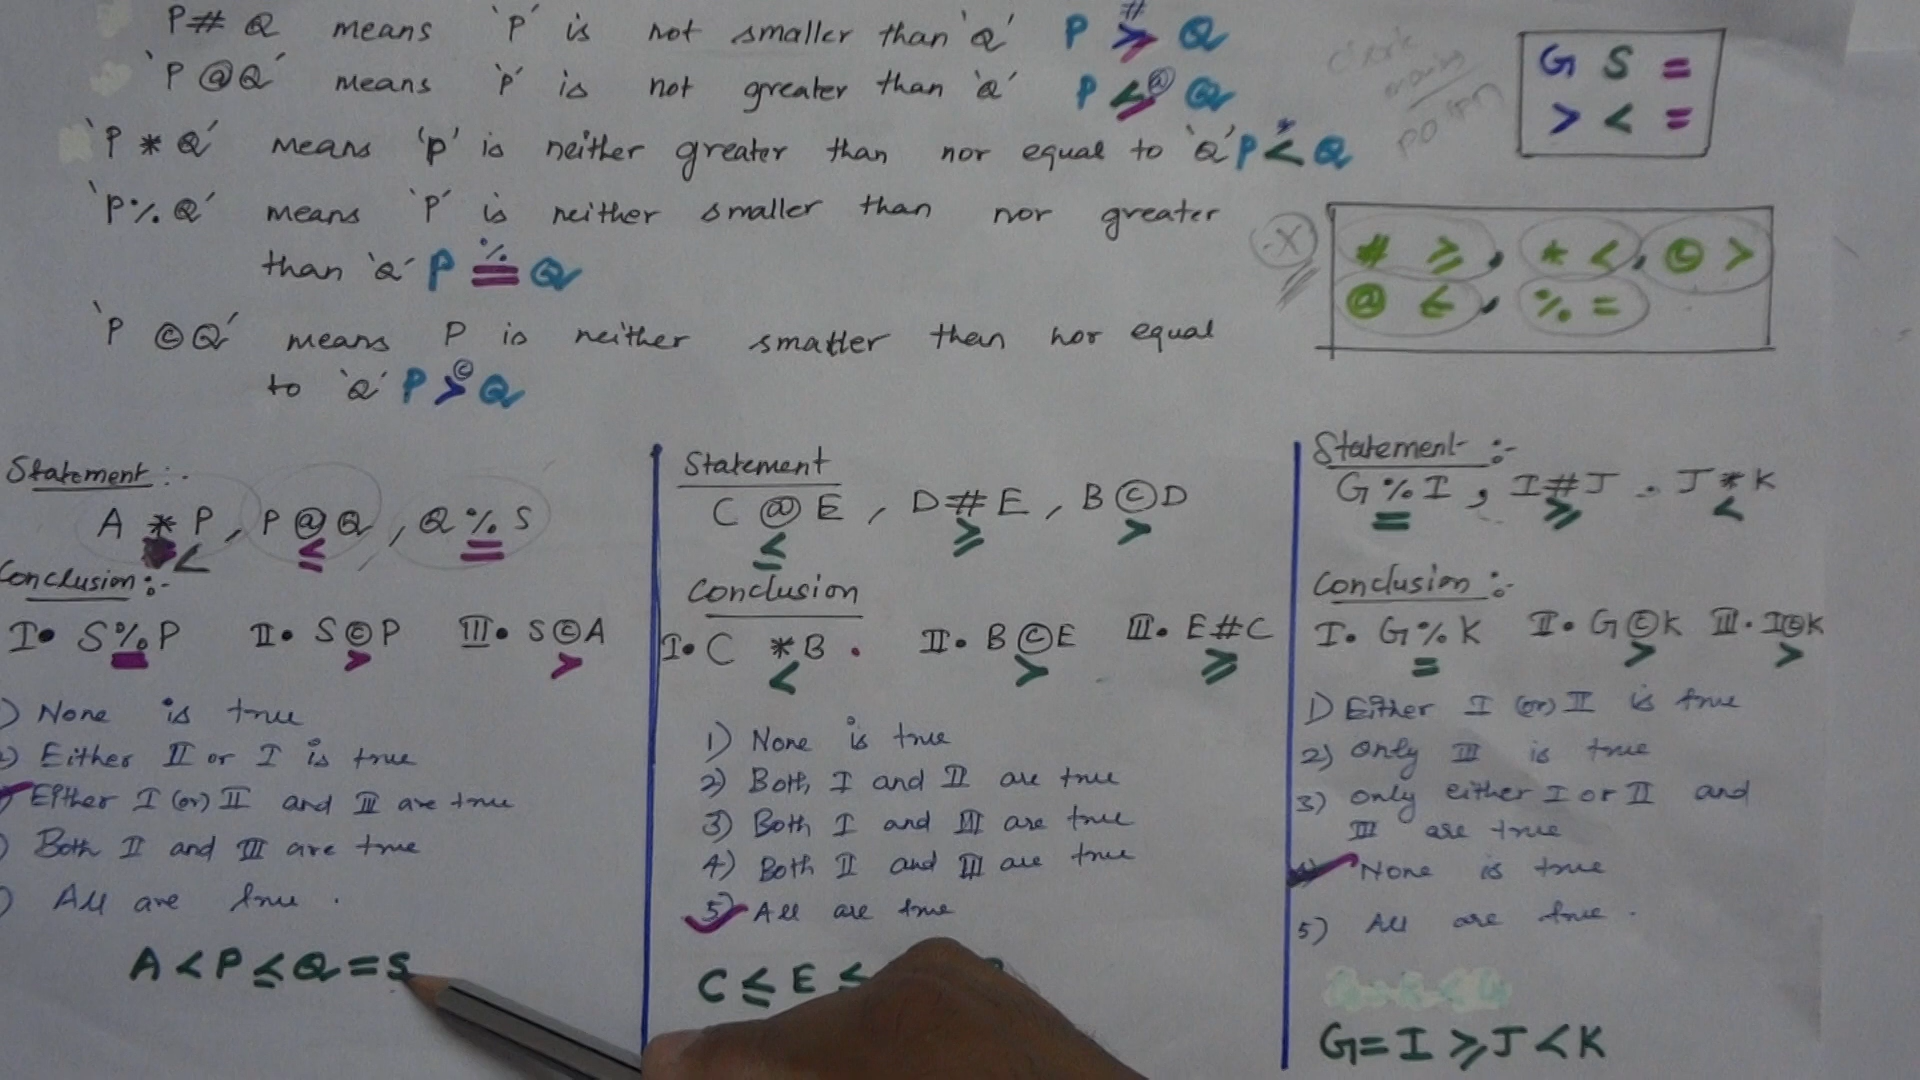 P# Q means 'P' is not smaller than 'Q' P ≥ # Q
'P @Q' means 'P' is not greater than 'Q' P ≤ @ Q
'P * Q' means 'P' is neither greater than nor equal to 'Q' P < * Q
'P%Q' means 'P' is neither smaller than nor greater
than 'Q' P = % Q
'P ©Q' means P is neither smaller than nor equal
to 'Q' P > © Q
G S =
> < =
-X
# ≥, * <, © >
@ ≤, % =
Statement :-
A * P, P @ Q, Q % S
< ≤ =
Conclusion :-
I• S%P II• S©P III• S©A
= > >
) None is true
) Either II or I is true
) Either I (or) II and III are true
) Both II and III are true
) All are true.
A < P ≤ Q = S
Statement
C @ E, D # E, B © D
≤ ≥ >
Conclusion
I• C * B. II• B © E III• E # C
< > ≥
1) None is true
2) Both I and II are true
3) Both I and III are true
4) Both II and III are true
5) All are true
C ≤ E ≤
Statement :-
G % I, I # J. J * K
= ≥ <
Conclusion :-
I• G % K II• G © K III• I © K
= > >
1) Either I (or) II is true
2) Only III is true
3) Only either I or II and
III are true
None is true
5) All are true.
G = I ≥ J < K